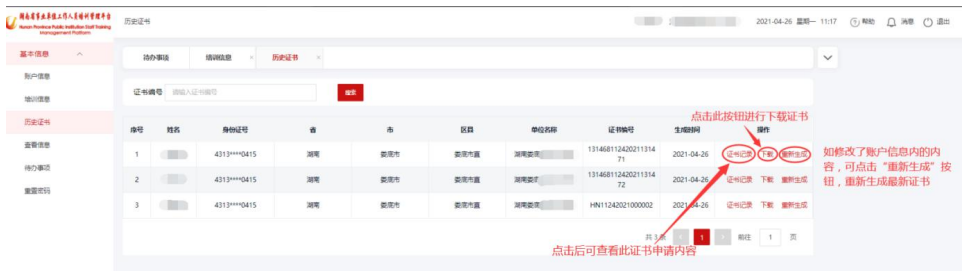 湖南省事业单位工作人员培训管理平台
Hunan Province Public Institution Staff Training
Management Platform
历史证书
2021-04-26 星期一 11:17
帮助
消息
退出
基本信息
账户信息
培训信息
历史证书
查看信息
待办事项
重置密码
待办事项
培训信息 ×
历史证书 ×
证书编号 请输入证书编号 搜索
点击此按钮进行下载证书
序号 姓名 身份证号 省 市 区县 单位名称 证书编号 生成时间 操作
1 4313****0415 湖南 娄底市 娄底市直 湖南娄底 131468112420211314
71 2021-04-26 证书记录 下载 重新生成
2 4313****0415 湖南 娄底市 娄底市直 湖南娄底 131468112420211314
72 2021-04-26 证书记录 下载 重新生成
3 4313****0415 湖南 娄底市 娄底市直 湖南娄底 HN11242021000002 2021-04-26 证书记录 下载 重新生成
如修改了账户信息内的内
容，可点击“重新生成”按
钮，重新生成最新证书
共 3 条 < 1 > 前往 1 页
点击后可查看此证书申请内容